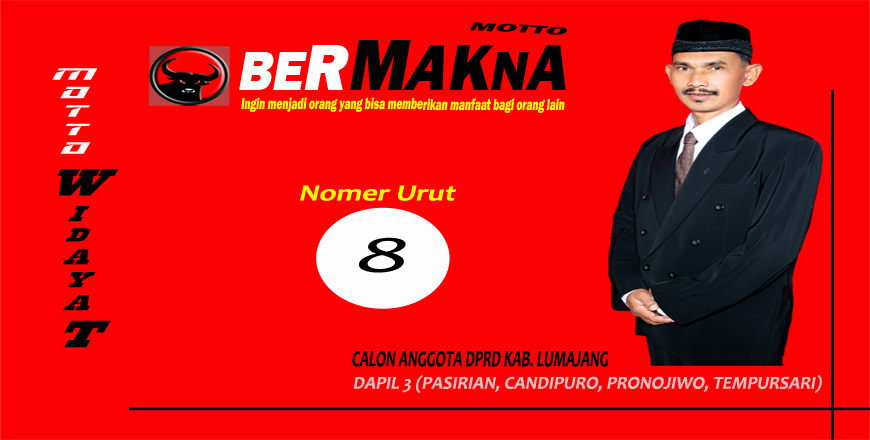 MOTTO
WIDAYAT
MOTTO
BERMAKNA
Ingin menjadi orang yang bisa memberikan manfaat bagi orang lain
Nomer Urut
8
CALON ANGGOTA DPRD KAB. LUMAJANG
DAPIL 3 (PASIRIAN, CANDIPURO, PRONOJIWO, TEMPURSARI)